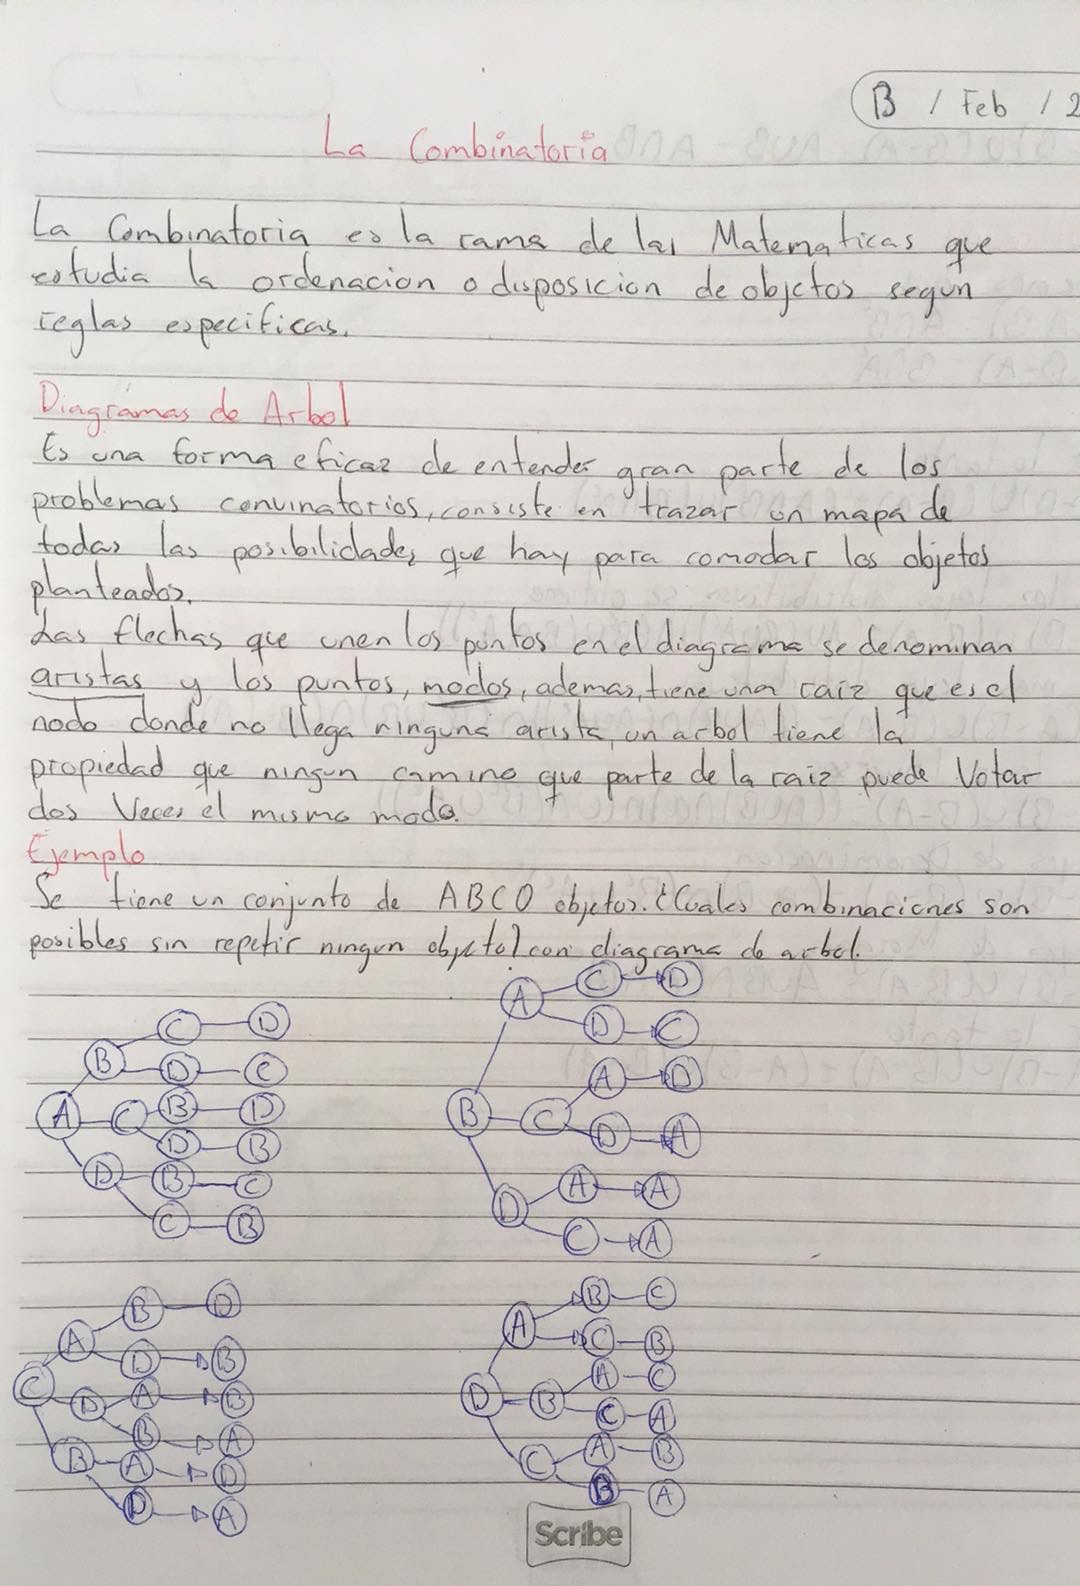 B / Feb / 2
La Combinatoria
La Combinatoria es la rama de las Matematicas que
estudia la ordenacion o disposicion de objetos segun
reglas especificas.
Diagramas de Arbol
Es una forma eficaz de entender gran parte de los
problemas convinatorios, consiste en trazar un mapa de
todas las posibilidades que hay para comodar los objetos
planteados.
Las flechas que unen los puntos en el diagrama se denominan
aristas y los puntos, modos, ademas, tiene una raiz que es el
nodo donde no llega ninguna arista, un arbol tiene la
propiedad que ningun camino que parte de la raiz puede Votar
dos Veces el mismo modo.
Ejemplo
Se tiene un conjunto de ABCD objetos. ¿Cuales combinaciones son
posibles sin repetir ningun objeto? con diagrama de arbol.
A B C D
D C
C B D
D B
D B C
C B
B A C D
D C
C A D
D A
D A A
C A
C A B D
D B
D A B
B A
B A D
D A
D A B C
C B
B A C
C A
C A B
B A
Scribe